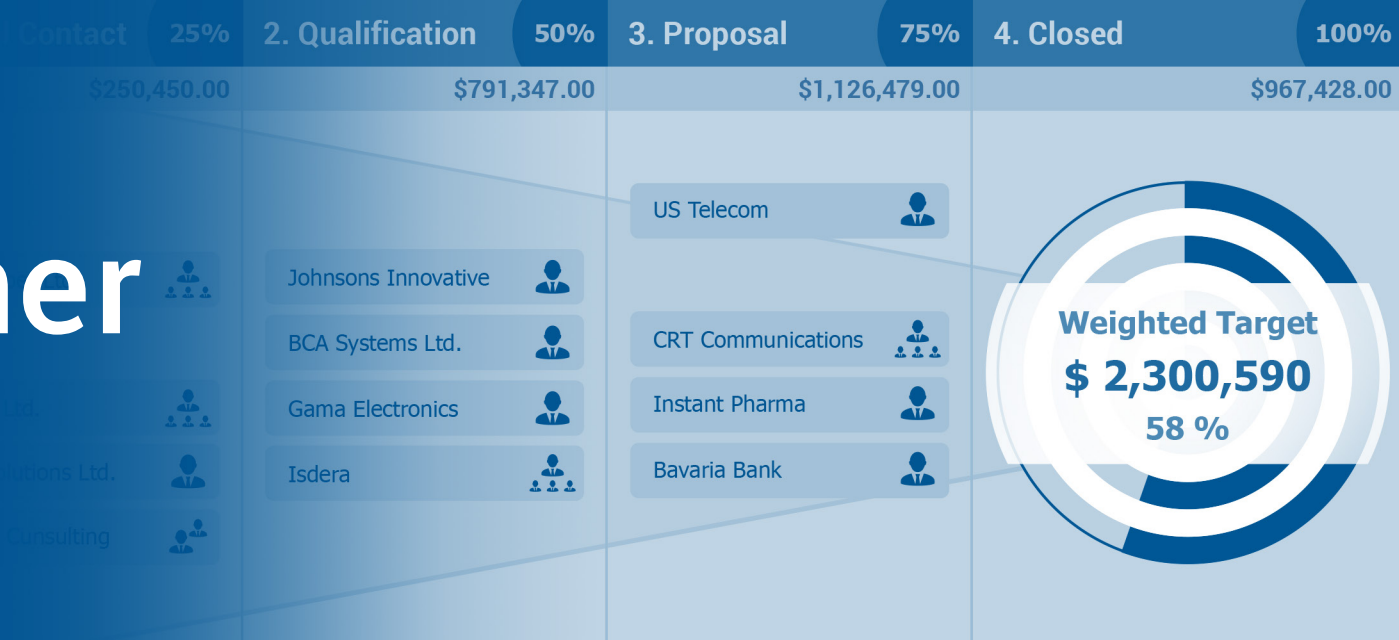 Contact 25% 2. Qualification 50% 3. Proposal 75% 4. Closed 100%
$250,450.00 $791,347.00 $1,126,479.00 $967,428.00
US Telecom
ner
Johnsons Innovative
BCA Systems Ltd.
Gama Electronics
Isdera
CRT Communications
Instant Pharma
Bavaria Bank
Ltd.
Ltd.
Cunsulting
Weighted Target
$ 2,300,590
58 %